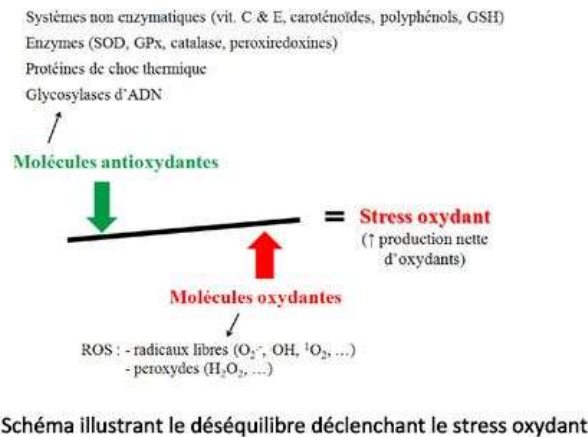 Systèmes non enzymatiques (vit. C & E, caroténoïdes, polyphénols, GSH)
Enzymes (SOD, GPx, catalase, peroxiredoxines)
Protéines de choc thermique
Glycosylases d'ADN
Molécules antioxydantes
= Stress oxydant
(↑ production nette
d'oxydants)
Molécules oxydantes
ROS : - radicaux libres (O₂·⁻, OH, ¹O₂, ...)
- peroxydes (H₂O₂, ...)
Schéma illustrant le déséquilibre déclenchant le stress oxydant